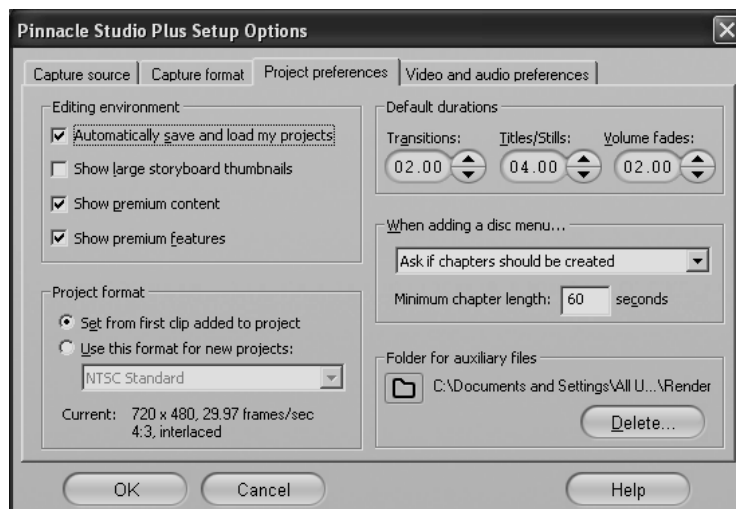 Pinnacle Studio Plus Setup Options
Capture source
Capture format
Project preferences
Video and audio preferences
Editing environment
Automatically save and load my projects
Show large storyboard thumbnails
Show premium content
Show premium features
Project format
Set from first clip added to project
Use this format for new projects:
NTSC Standard
Current: 720 x 480, 29.97 frames/sec
4:3, interlaced
Default durations
Transitions: Titles/Stills: Volume fades:
02.00 04.00 02.00
When adding a disc menu...
Ask if chapters should be created
Minimum chapter length: 60 seconds
Folder for auxiliary files
C:\Documents and Settings\All U...\Render
Delete...
OK
Cancel
Help